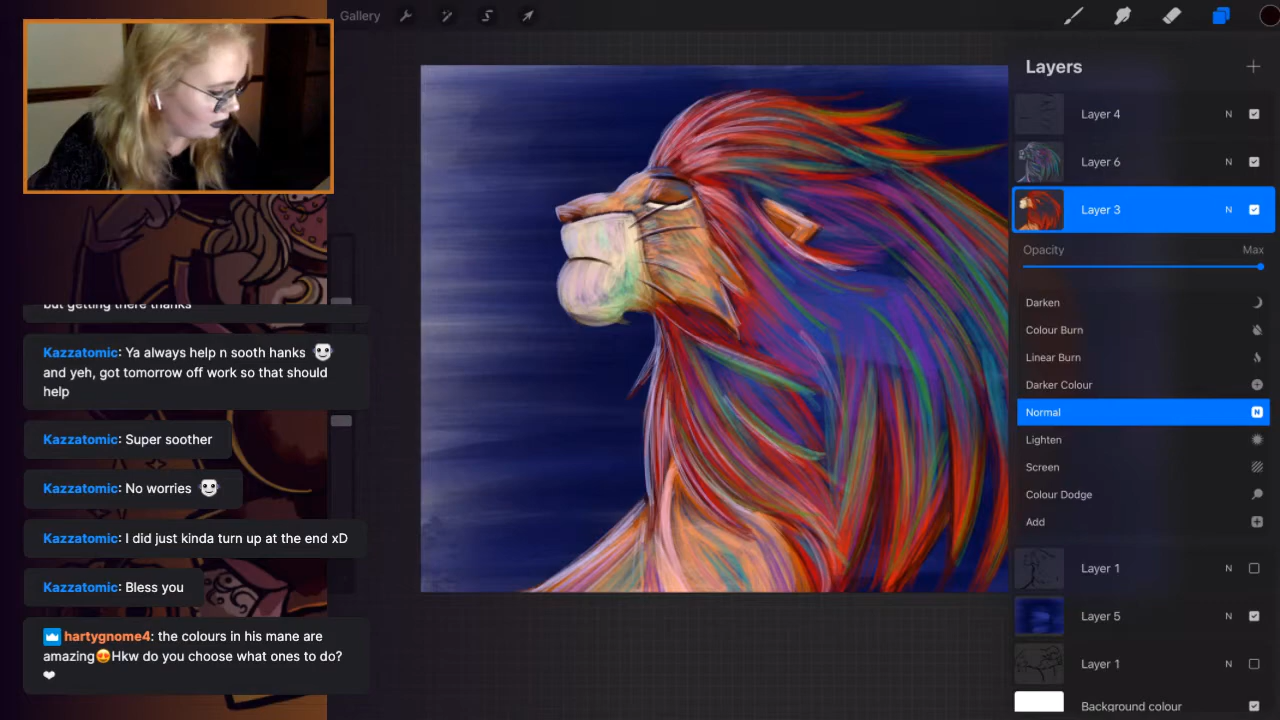 Gallery
but getting there thanks
Kazzatomic: Ya always help n sooth hanks
and yeh, got tomorrow off work so that should
help
Kazzatomic: Super soother
Kazzatomic: No worries
Kazzatomic: I did just kinda turn up at the end xD
Kazzatomic: Bless you
hartygnome4: the colours in his mane are
amazing😍Hkw do you choose what ones to do?
❤
Layers
Layer 4 N
Layer 6 N
Layer 3 N
Opacity Max
Darken
Colour Burn
Linear Burn
Darker Colour
Normal N
Lighten
Screen
Colour Dodge
Add
Layer 1 N
Layer 5 N
Layer 1 N
Background colour